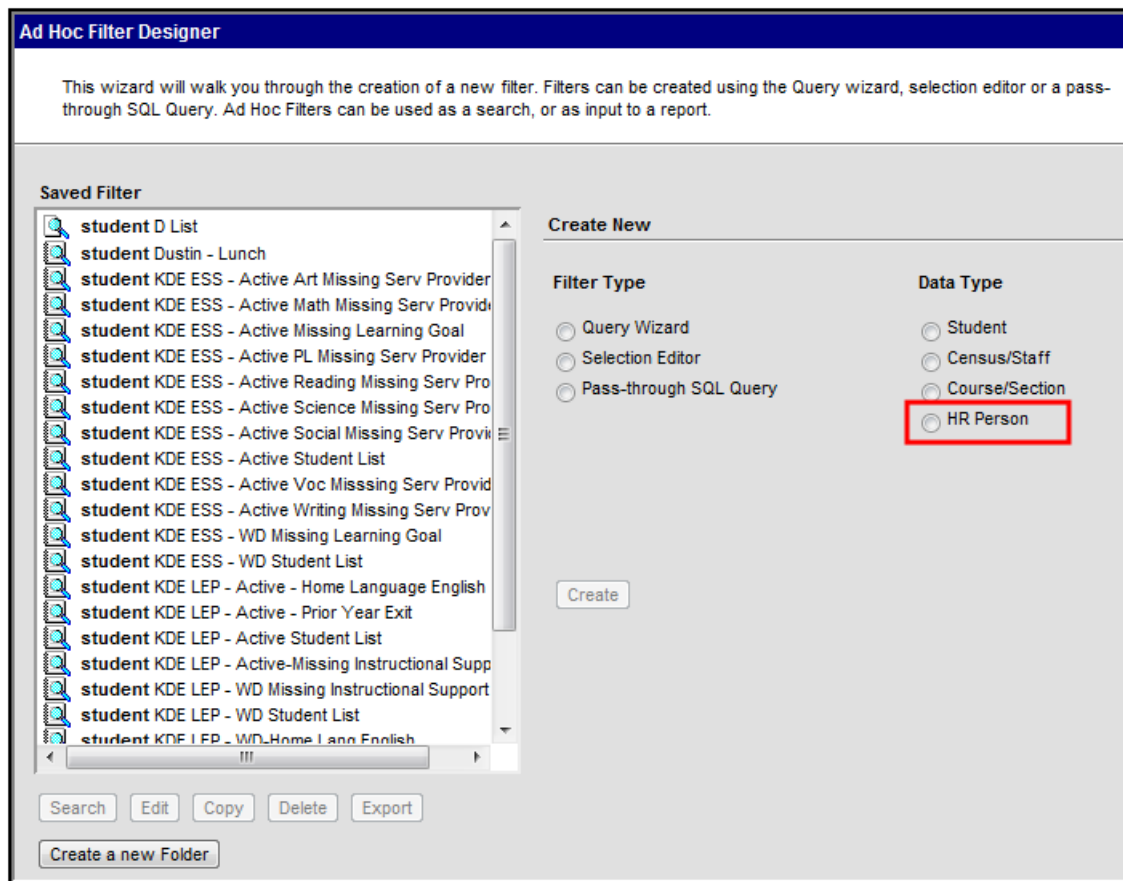 Ad Hoc Filter Designer
This wizard will walk you through the creation of a new filter. Filters can be created using the Query wizard, selection editor or a pass-
through SQL Query. Ad Hoc Filters can be used as a search, or as input to a report.
Saved Filter
student D List
student Dustin - Lunch
student KDE ESS - Active Art Missing Serv Provider
student KDE ESS - Active Math Missing Serv Provide
student KDE ESS - Active Missing Learning Goal
student KDE ESS - Active PL Missing Serv Provider
student KDE ESS - Active Reading Missing Serv Pro
student KDE ESS - Active Science Missing Serv Pro
student KDE ESS - Active Social Missing Serv Provi
student KDE ESS - Active Student List
student KDE ESS - Active Voc Misssing Serv Provid
student KDE ESS - Active Writing Missing Serv Prov
student KDE ESS - WD Missing Learning Goal
student KDE ESS - WD Student List
student KDE LEP - Active - Home Language English
student KDE LEP - Active - Prior Year Exit
student KDE LEP - Active Student List
student KDE LEP - Active-Missing Instructional Supp
student KDE LEP - WD Missing Instructional Support
student KDE LEP - WD Student List
student KDE LEP - WD-Home Lang English
Search Edit Copy Delete Export
Create a new Folder
Create New
Filter Type
Query Wizard
Selection Editor
Pass-through SQL Query
Data Type
Student
Census/Staff
Course/Section
HR Person
Create